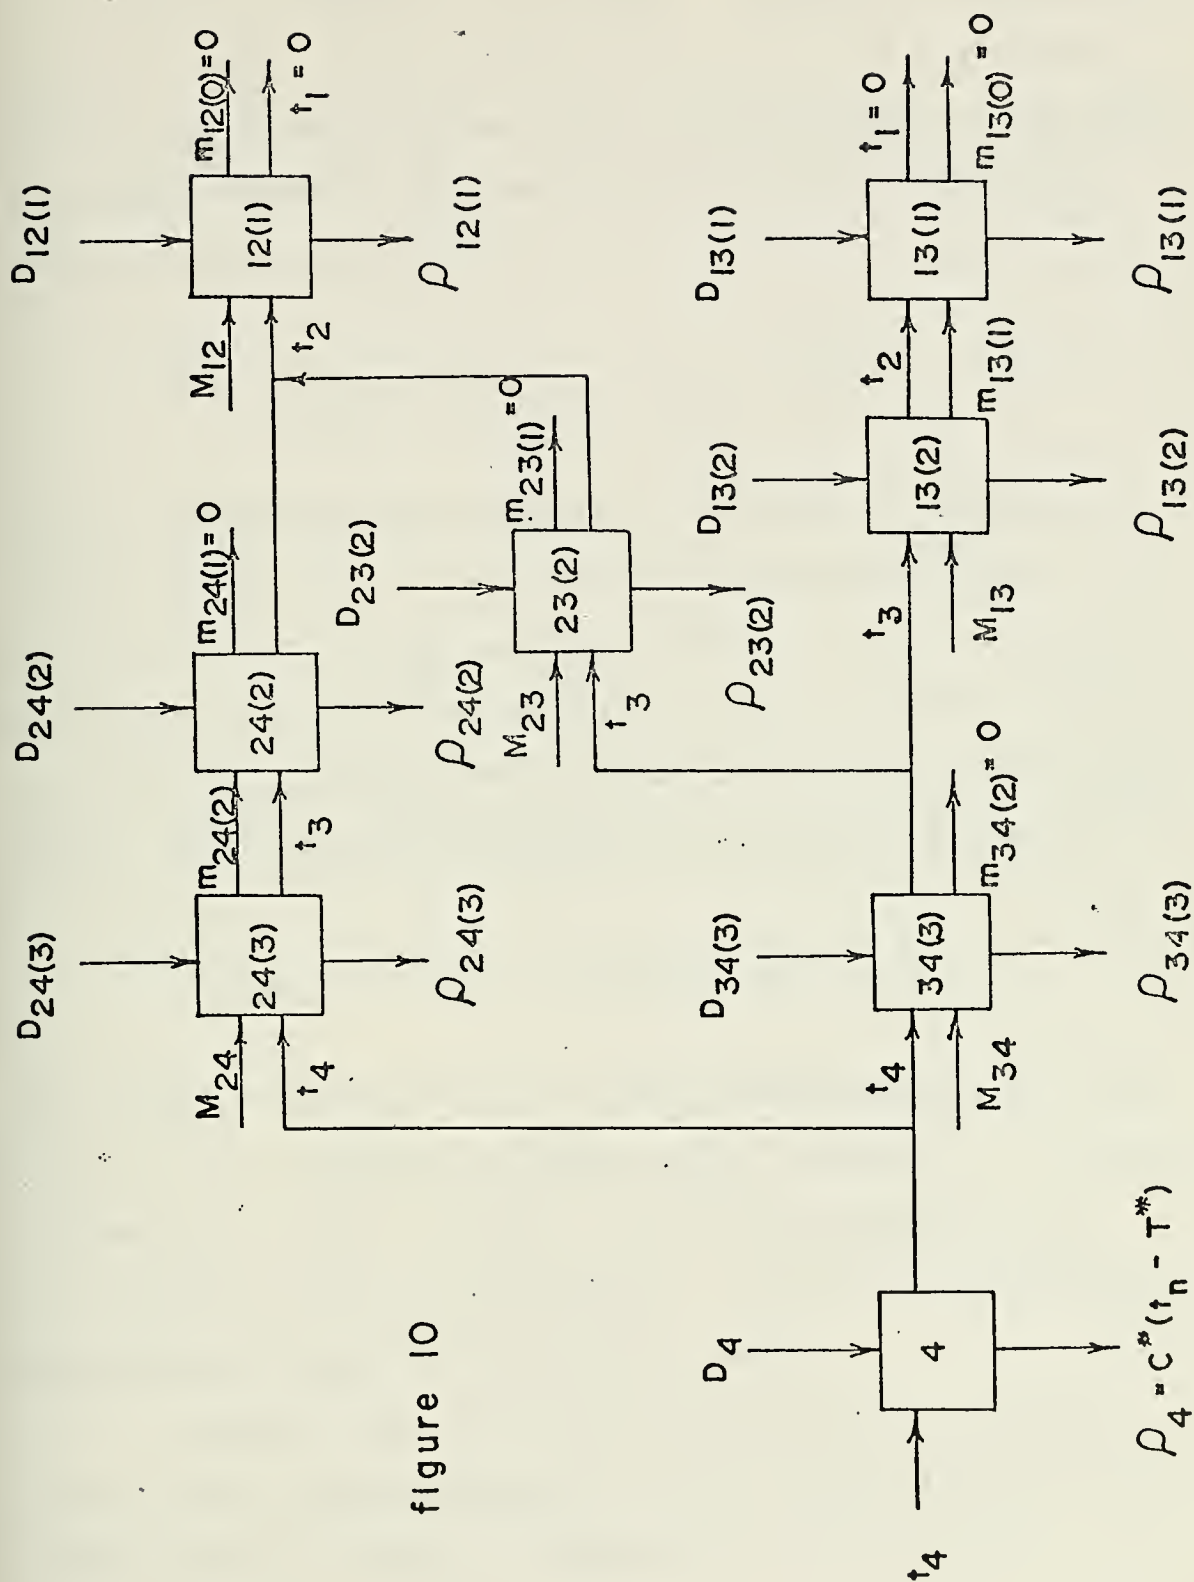 D24(3)
D24(2)
D12(1)
M24
t4
24(3)
m24(2)
t3
24(2)
m24(1) = 0
M12
t2
12(1)
m12(0) = 0
t1 = 0
ρ24(3)
ρ24(2)
ρ12(1)
D23(2)
M23
t3
23(2)
m23(1) = 0
ρ23(2)
figure 10
D4
D34(3)
D13(2)
D13(1)
t4
4
t4
M34
34(3)
m34(2) = 0
t3
M13
13(2)
t2
m13(1)
13(1)
t1 = 0
m13(0) = 0
ρ4 = C*(tn - T*)
ρ34(3)
ρ13(2)
ρ13(1)